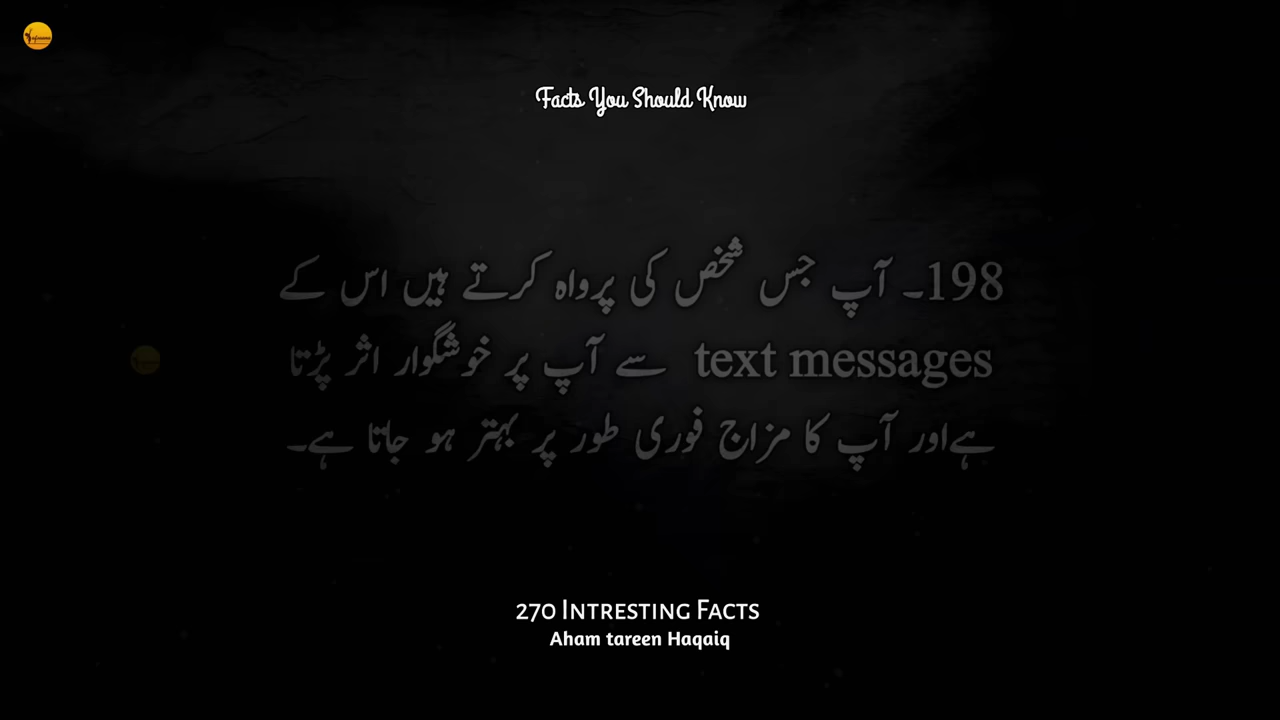 Facts You Should Know
198۔ آپ جس شخص کی پرواہ کرتے ہیں اس کے
text messages سے آپ پر خوشگوار اثر پڑتا
ہےاور آپ کا مزاج فوری طور پر بہتر ہو جاتا ہے۔
270 Intresting Facts
Aham tareen Haqaiq